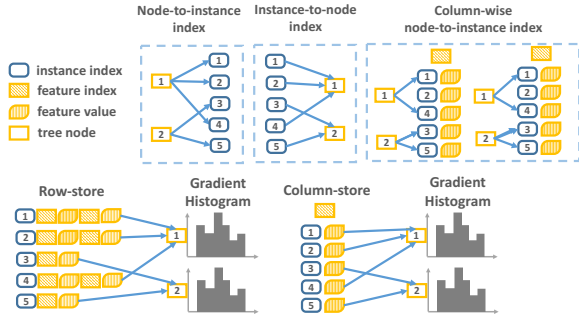 Node-to-instance
index
Instance-to-node
index
Column-wise
node-to-instance index
instance index
feature index
feature value
tree node
1
2
1
2
3
4
5
1
2
3
4
5
1
2
1
2
1
2
4
3
5
1
2
1
2
4
3
5
Row-store
Gradient
Histogram
Column-store
Gradient
Histogram
1
2
3
4
5
1
2
1
2
3
4
5
1
2